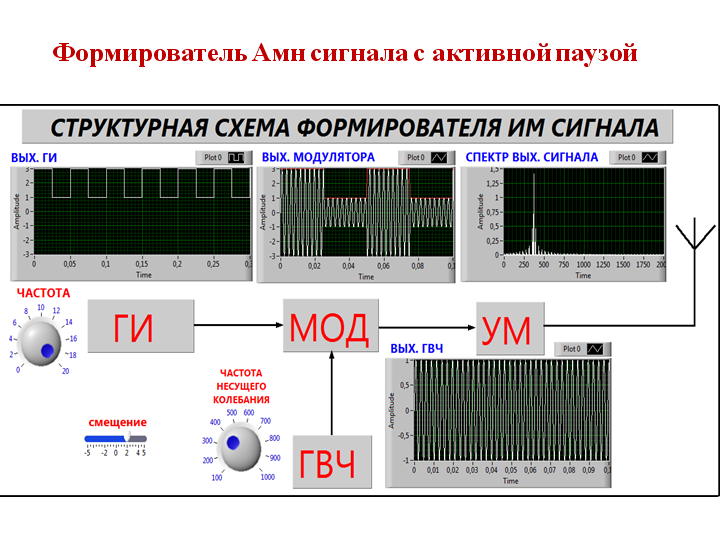 Формирователь Амн сигнала с активной паузой
СТРУКТУРНАЯ СХЕМА ФОРМИРОВАТЕЛЯ ИМ СИГНАЛА
ВЫХ. ГИ
Plot 0
Amplitude
3
2
1
0
-1
-2
-3
0 0,05 0,1 0,15 0,2 0,25 0,
Time
ВЫХ. МОДУЛЯТОРА
Plot 0
Amplitude
3
2
1
0
-1
-2
-3
0 0,02 0,04 0,06 0,08 0,
Time
СПЕКТР ВЫХ. СИГНАЛА
Plot 0
Amplitude
1,5
1,25
1
0,75
0,5
0,25
0
0 250 500 750 1000 1250 1500 1750 200
Time
ЧАСТОТА
0 2 4 6 8 10 12 14 16 18 20
ГИ
МОД
УМ
смещение
-5 -2 0 2 4 5
ЧАСТОТА
НЕСУЩЕГО
КОЛЕБАНИЯ
100 200 300 400 500 600 700 800 900 1000
ГВЧ
ВЫХ. ГВЧ
Plot 0
Amplitude
1
0,5
0
-0,5
-1
0 0,01 0,02 0,03 0,04 0,05 0,06 0,07 0,08 0,09 0,1
Time